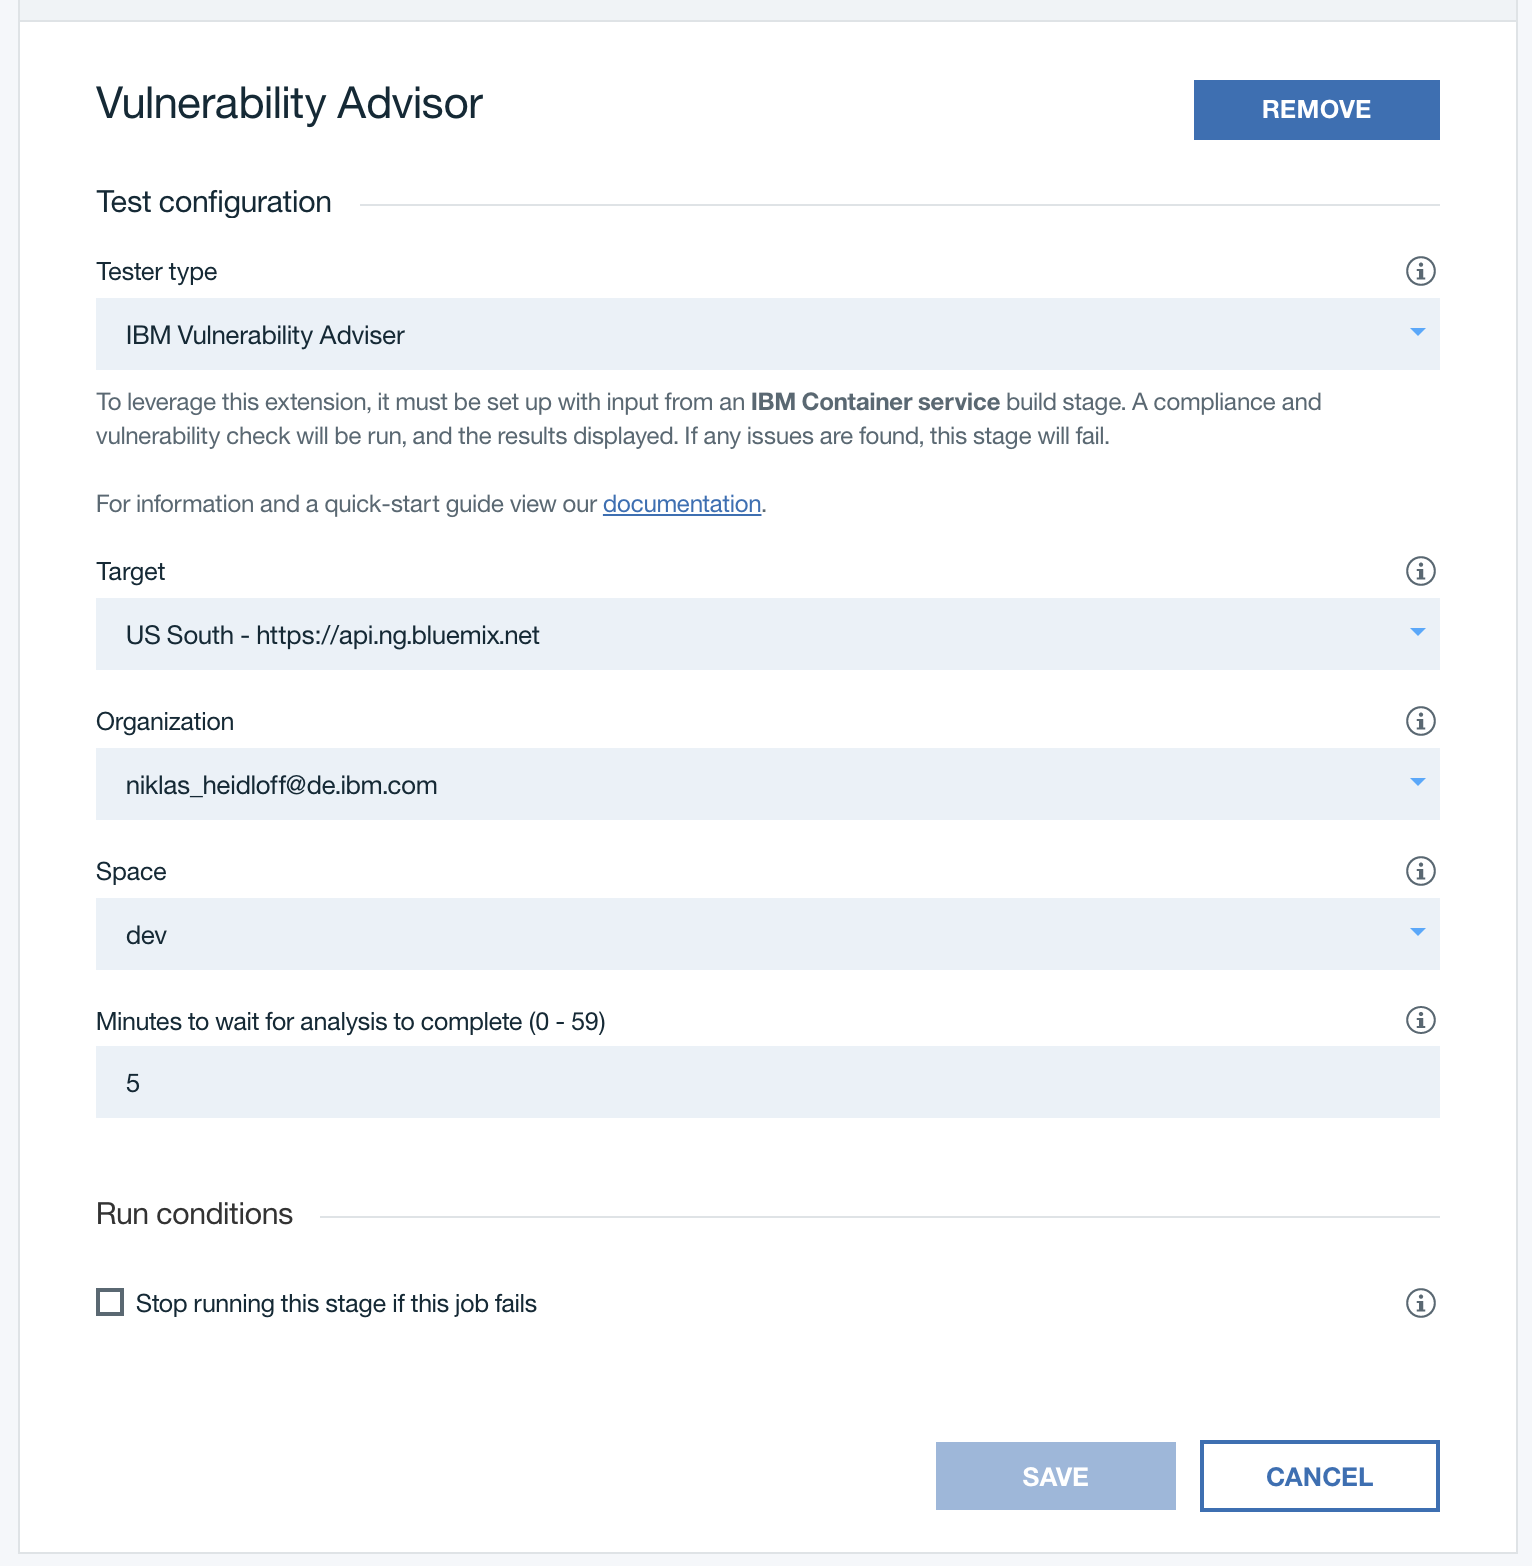 Vulnerability Advisor
REMOVE
Test configuration
Tester type
IBM Vulnerability Adviser
To leverage this extension, it must be set up with input from an IBM Container service build stage. A compliance and
vulnerability check will be run, and the results displayed. If any issues are found, this stage will fail.
For information and a quick-start guide view our documentation.
Target
US South - https://api.ng.bluemix.net
Organization
niklas_heidloff@de.ibm.com
Space
dev
Minutes to wait for analysis to complete (0 - 59)
5
Run conditions
Stop running this stage if this job fails
SAVE
CANCEL